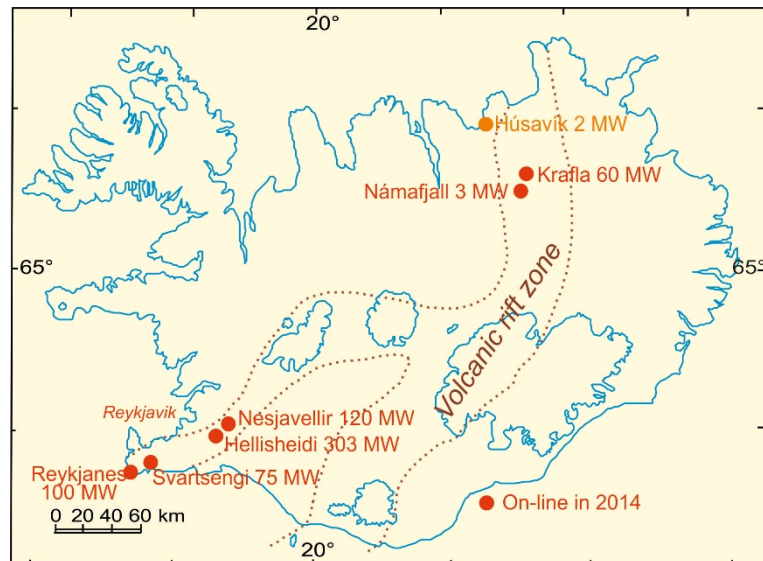 20°
Húsavík 2 MW
Krafla 60 MW
Námafjall 3 MW
65°
65°
Volcanic rift zone
Reykjavik
Nesjavellir 120 MW
Hellisheidi 303 MW
Reykjanes
100 MW
Svartsengi 75 MW
On-line in 2014
0 20 40 60 km
20°